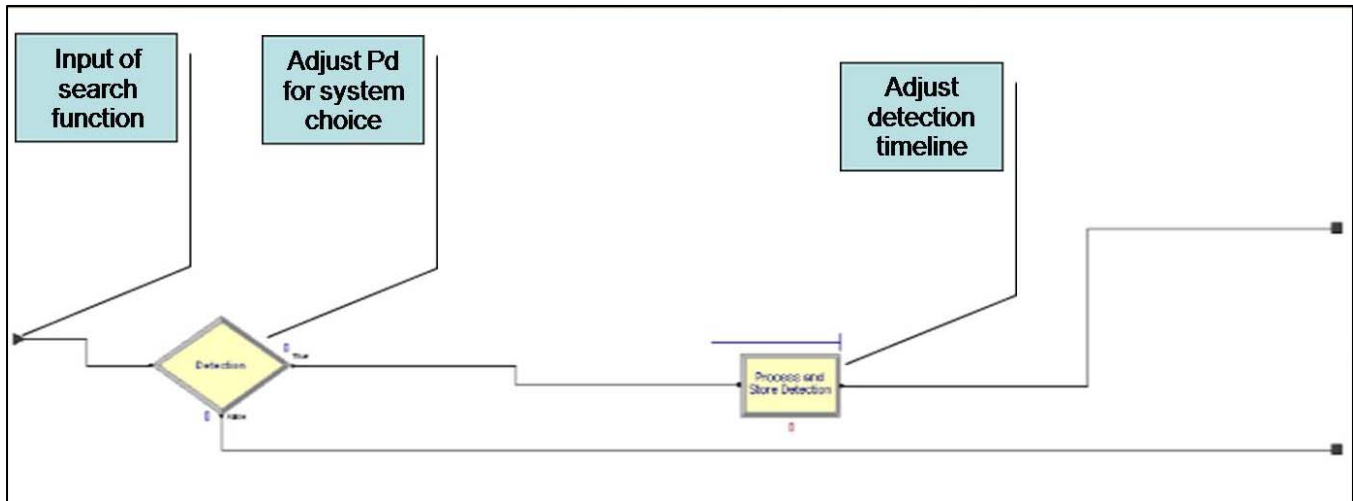 Input of
search
function
Adjust Pd
for system
choice
Adjust
detection
timeline
Detection
True
0
0
False
Process and
Store Detection
0